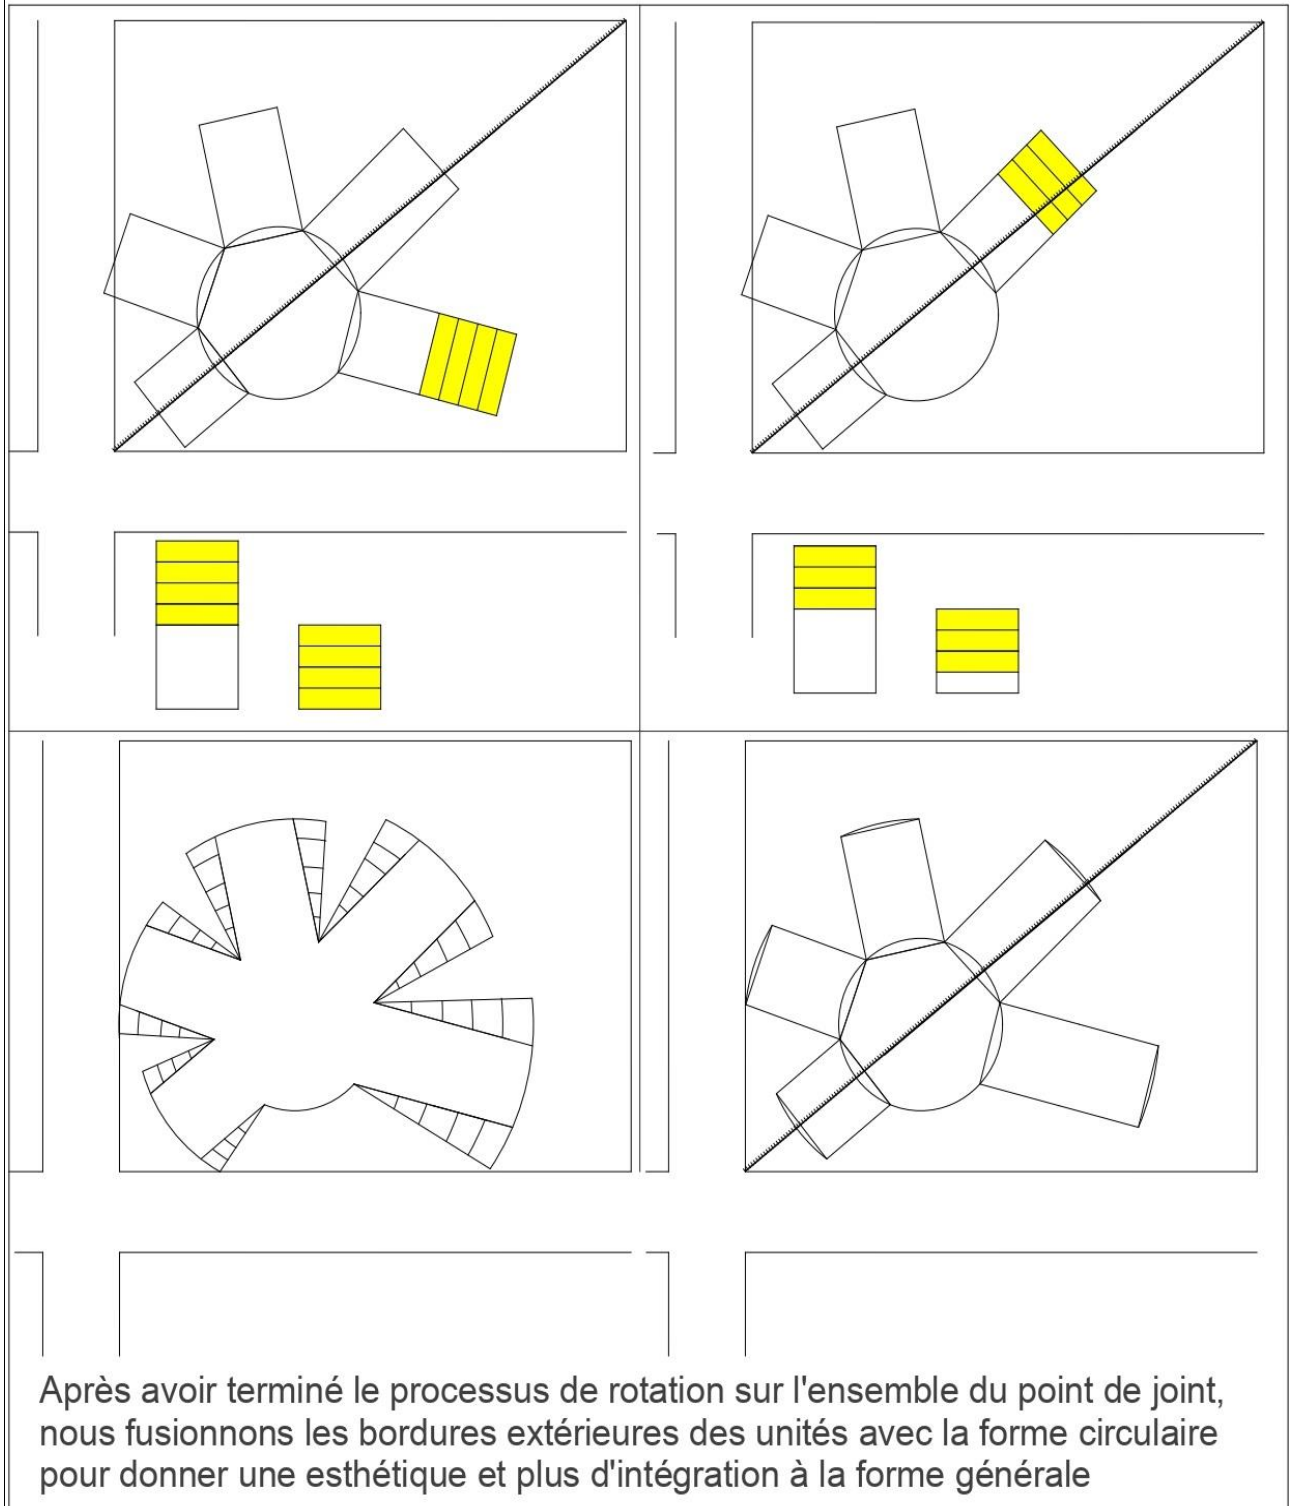 Après avoir terminé le processus de rotation sur l'ensemble du point de joint,
nous fusionnons les bordures extérieures des unités avec la forme circulaire
pour donner une esthétique et plus d'intégration à la forme générale